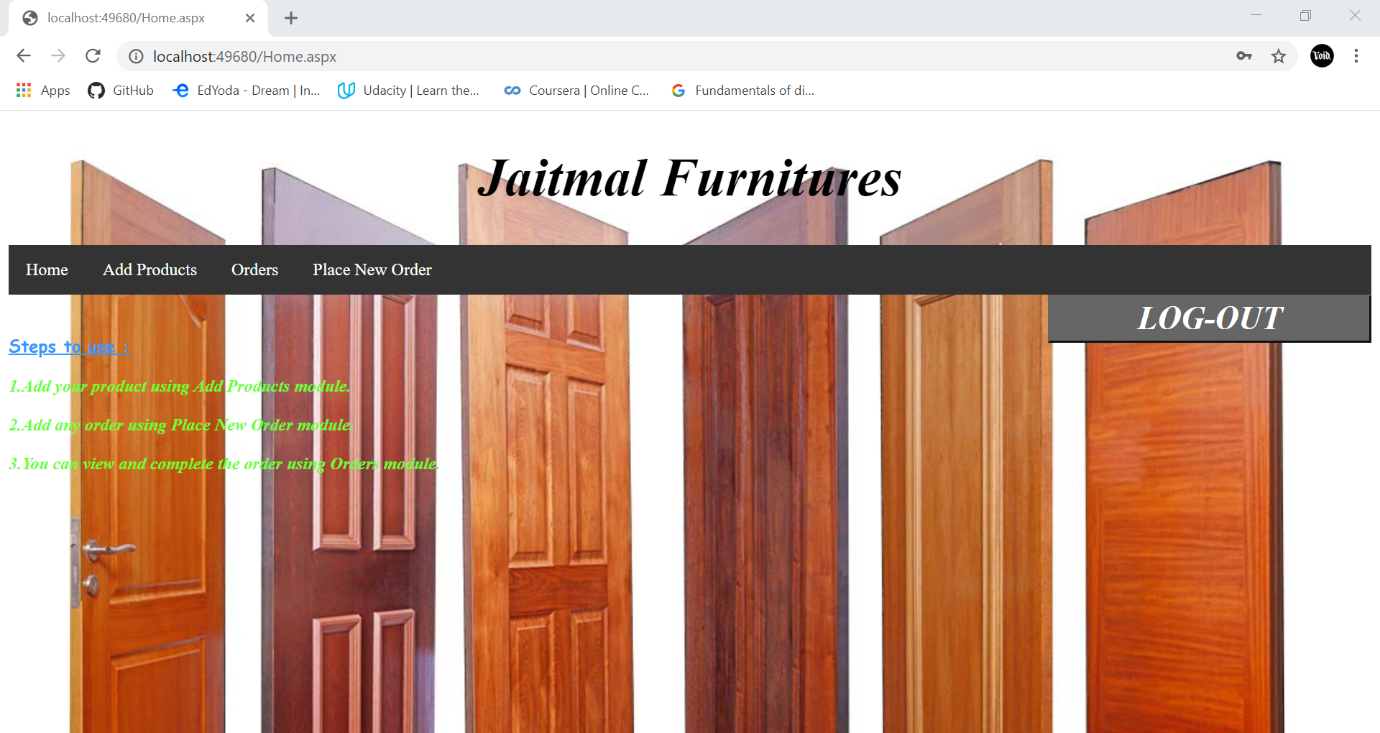 localhost:49680/Home.aspx
localhost:49680/Home.aspx
Void.
Apps GitHub EdYoda - Dream | In... Udacity | Learn the... Coursera | Online C... Fundamentals of di...
Jaitmal Furnitures
Home Add Products Orders Place New Order
LOG-OUT
Steps to use :
1.Add your product using Add Products module.
2.Add any order using Place New Order module.
3.You can view and complete the order using Orders module.